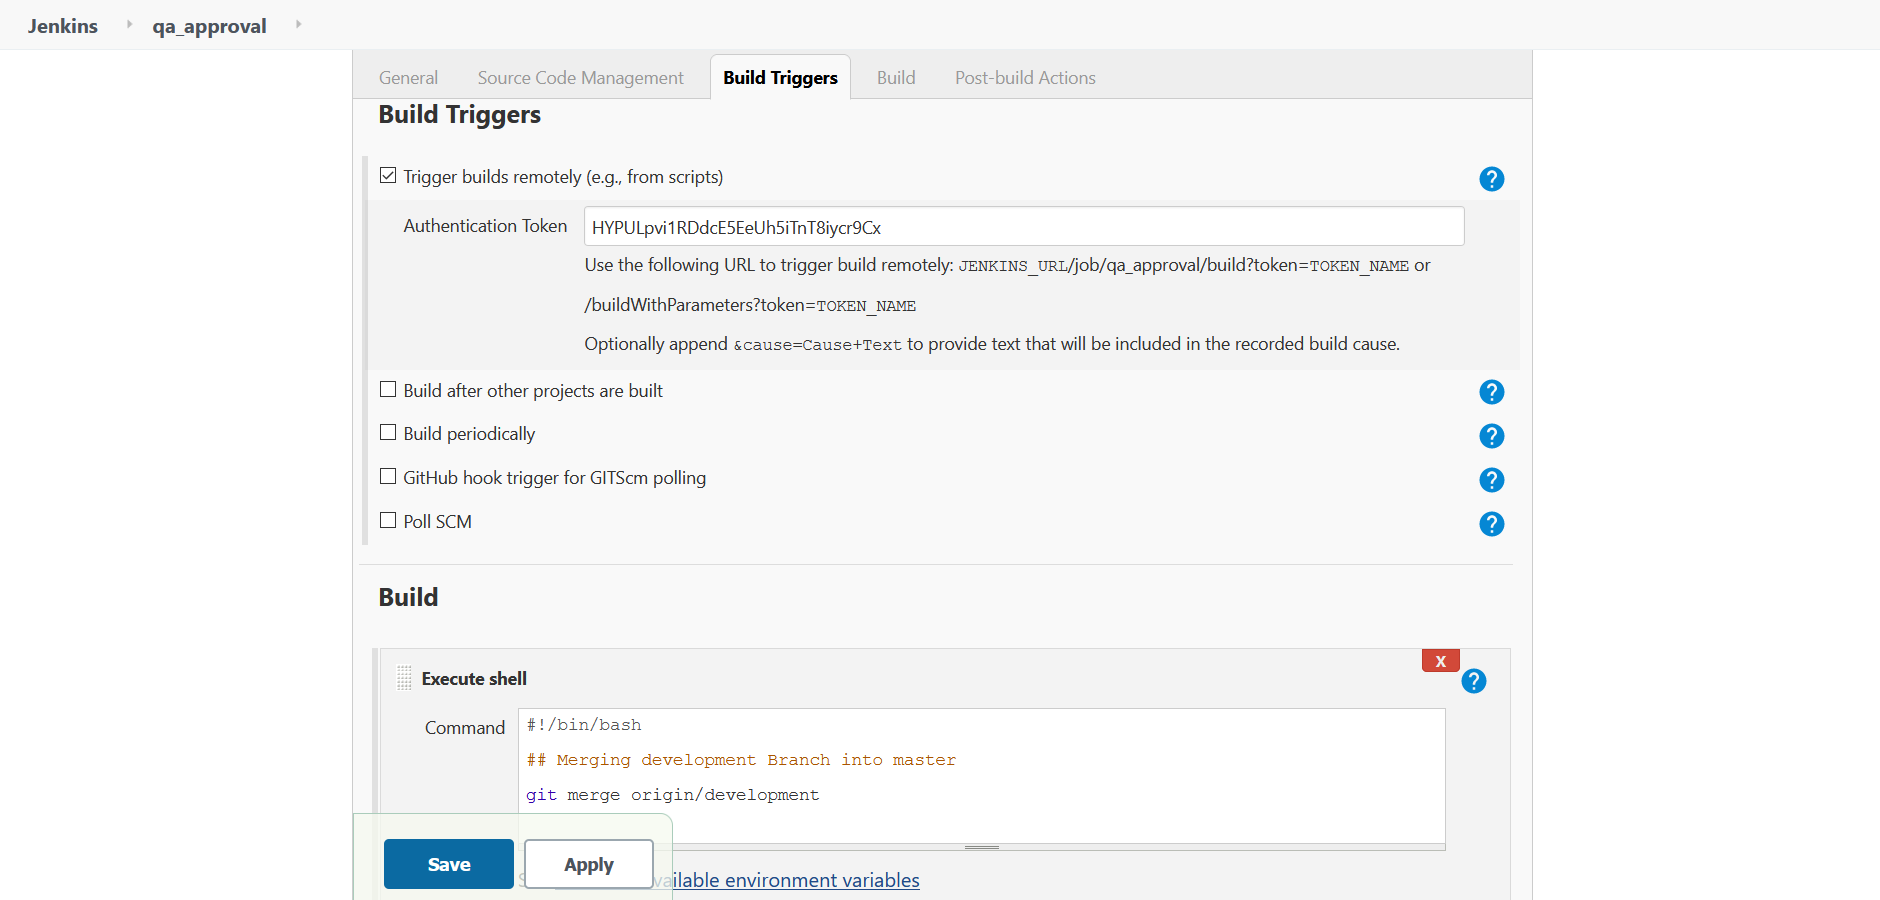 Jenkins qa_approval
General Source Code Management Build Triggers Build Post-build Actions
Build Triggers
Trigger builds remotely (e.g., from scripts)
Authentication Token HYPULpvi1RDdcE5EeUh5iTnT8iycr9Cx
Use the following URL to trigger build remotely: JENKINS_URL/job/qa_approval/build?token=TOKEN_NAME or
/buildWithParameters?token=TOKEN_NAME
Optionally append &cause=Cause+Text to provide text that will be included in the recorded build cause.
Build after other projects are built
Build periodically
GitHub hook trigger for GITScm polling
Poll SCM
Build
X
Execute shell
Command #!/bin/bash
## Merging development Branch into master
git merge origin/development
Save Apply
available environment variables